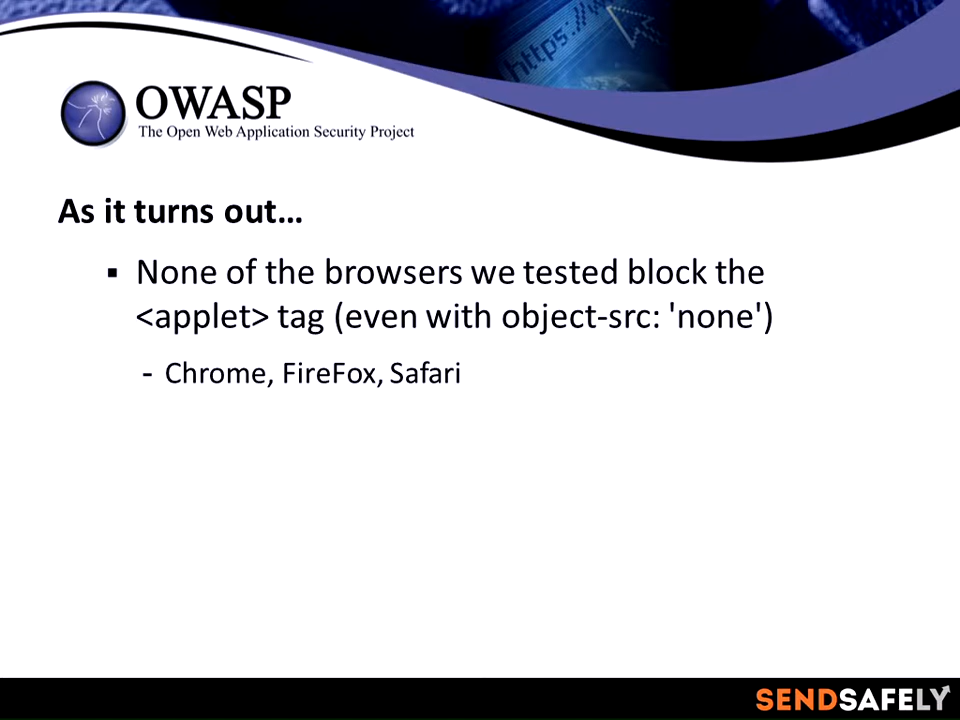 https://w
OWASP
The Open Web Application Security Project
As it turns out…
▪ None of the browsers we tested block the
<applet> tag (even with object-src: 'none')
- Chrome, FireFox, Safari
SENDSAFELY